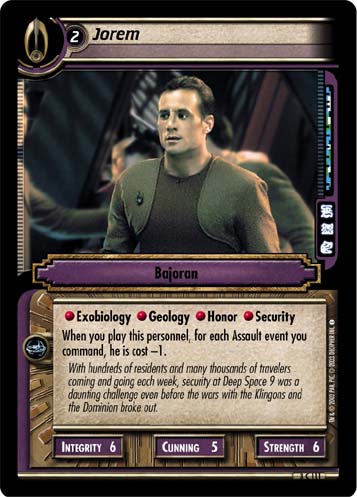 2 Jorem
Bajoran
Exobiology Geology Honor Security
When you play this personnel, for each Assault event you
command, he is cost –1.
With hundreds of residents and many thousands of travelers
coming and going each week, security at Deep Space 9 was a
daunting challenge even before the wars with the Klingons and
the Dominion broke out.
INTEGRITY 6 CUNNING 5 STRENGTH 6